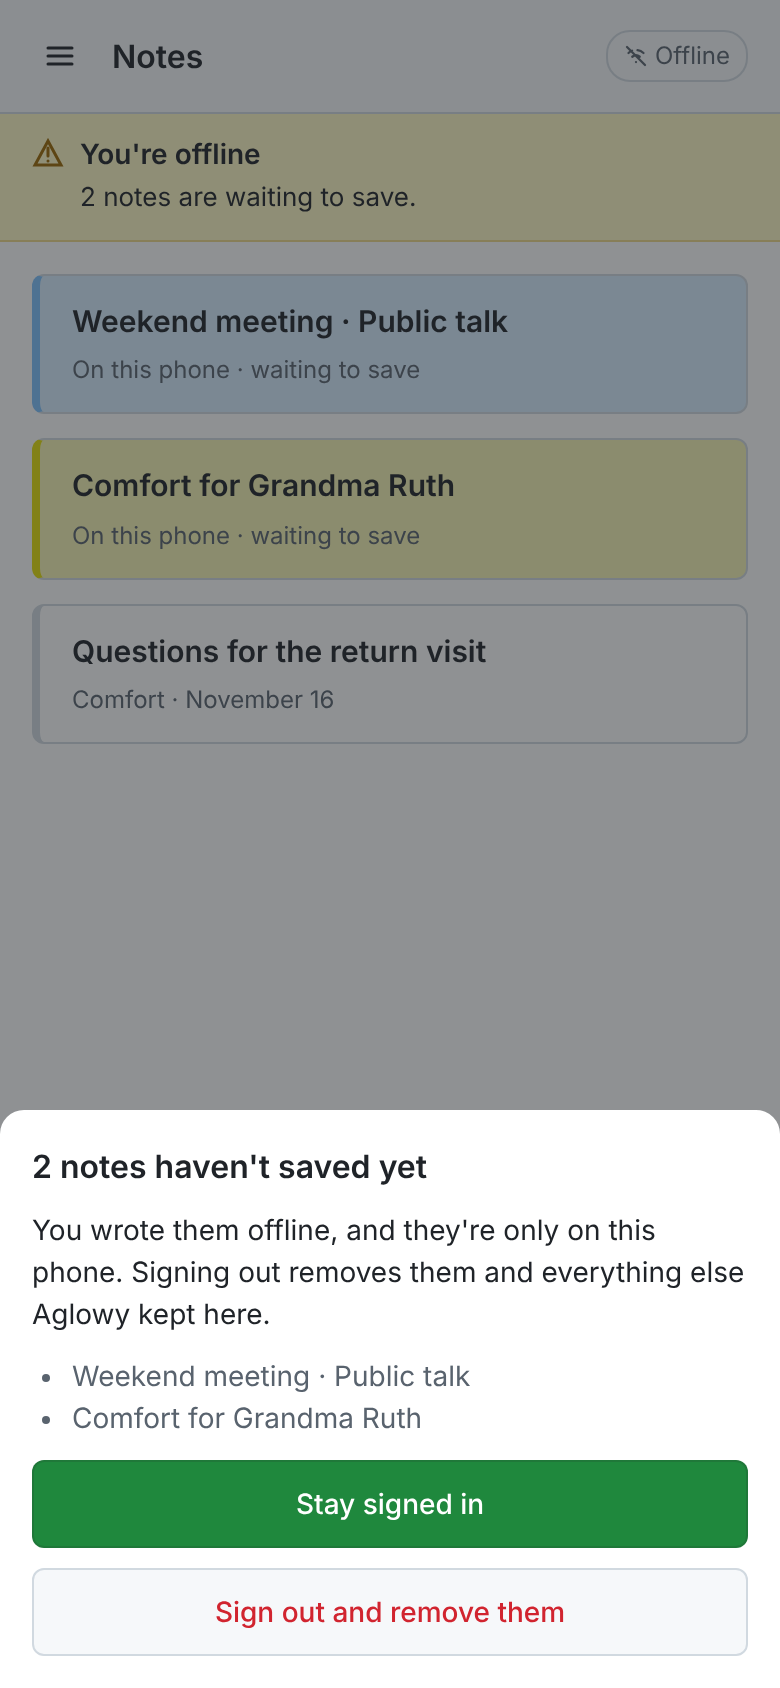 Notes
Offline
You're offline
2 notes are waiting to save.
Weekend meeting · Public talk
On this phone · waiting to save
Comfort for Grandma Ruth
On this phone · waiting to save
Questions for the return visit
Comfort · November 16
2 notes haven't saved yet
You wrote them offline, and they're only on this
phone. Signing out removes them and everything else
Aglowy kept here.
• Weekend meeting · Public talk
• Comfort for Grandma Ruth
Stay signed in
Sign out and remove them